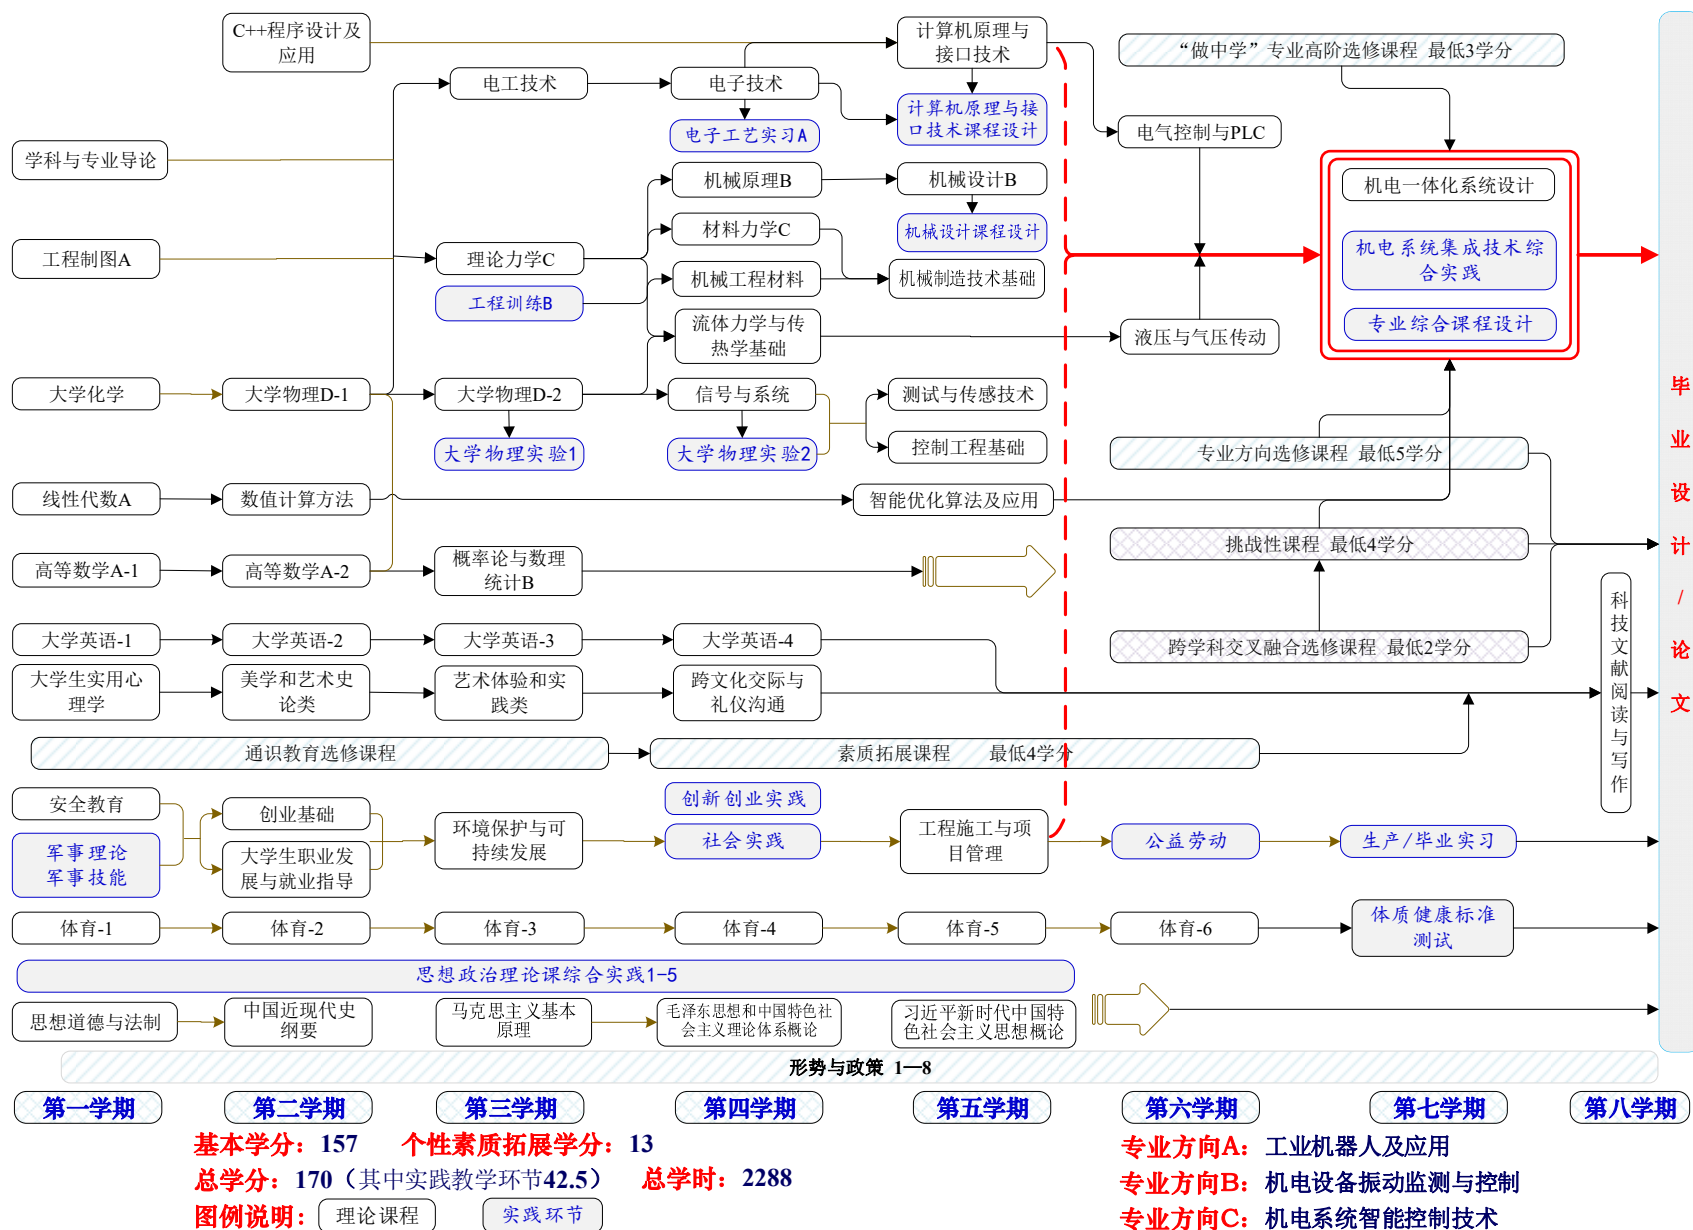 C++程序设计及
应用
计算机原理与
接口技术
“做中学”专业高阶选修课程 最低3学分
电工技术
电子技术
电子工艺实习A
计算机原理与接
口技术课程设计
电气控制与PLC
学科与专业导论
机械原理B
机械设计B
机电一体化系统设计
材料力学C
机械设计课程设计
工程制图A
理论力学C
机电系统集成技术综
合实践
机械工程材料
机械制造技术基础
工程训练B
流体力学与传
热学基础
液压与气压传动
专业综合课程设计
大学化学
大学物理D-1
大学物理D-2
信号与系统
测试与传感技术
大学物理实验1
大学物理实验2
控制工程基础
专业方向选修课程 最低5学分
线性代数A
数值计算方法
智能优化算法及应用
挑战性课程 最低4学分
高等数学A-1
高等数学A-2
概率论与数理
统计B
大学英语-1
大学英语-2
大学英语-3
大学英语-4
跨学科交叉融合选修课程 最低2学分
大学生实用心
理学
美学和艺术史
论类
艺术体验和实
践类
跨文化交际与
礼仪沟通
科
技
文
献
阅
读
与
写
作
毕
业
设
计
/
论
文
通识教育选修课程
素质拓展课程 最低4学分
安全教育
军事理论
军事技能
创业基础
大学生职业发
展与就业指导
环境保护与可
持续发展
创新创业实践
社会实践
工程施工与项
目管理
公益劳动
生产/毕业实习
体育-1
体育-2
体育-3
体育-4
体育-5
体育-6
体质健康标准
测试
思想政治理论课综合实践1-5
思想道德与法制
中国近现代史
纲要
马克思主义基本
原理
毛泽东思想和中国特色社
会主义理论体系概论
习近平新时代中国特
色社会主义思想概论
形势与政策 1—8
第一学期
第二学期
第三学期
第四学期
第五学期
第六学期
第七学期
第八学期
基本学分：157 个性素质拓展学分：13
总学分：170（其中实践教学环节42.5） 总学时：2288
图例说明： 理论课程 实践环节
专业方向A：工业机器人及应用
专业方向B：机电设备振动监测与控制
专业方向C：机电系统智能控制技术